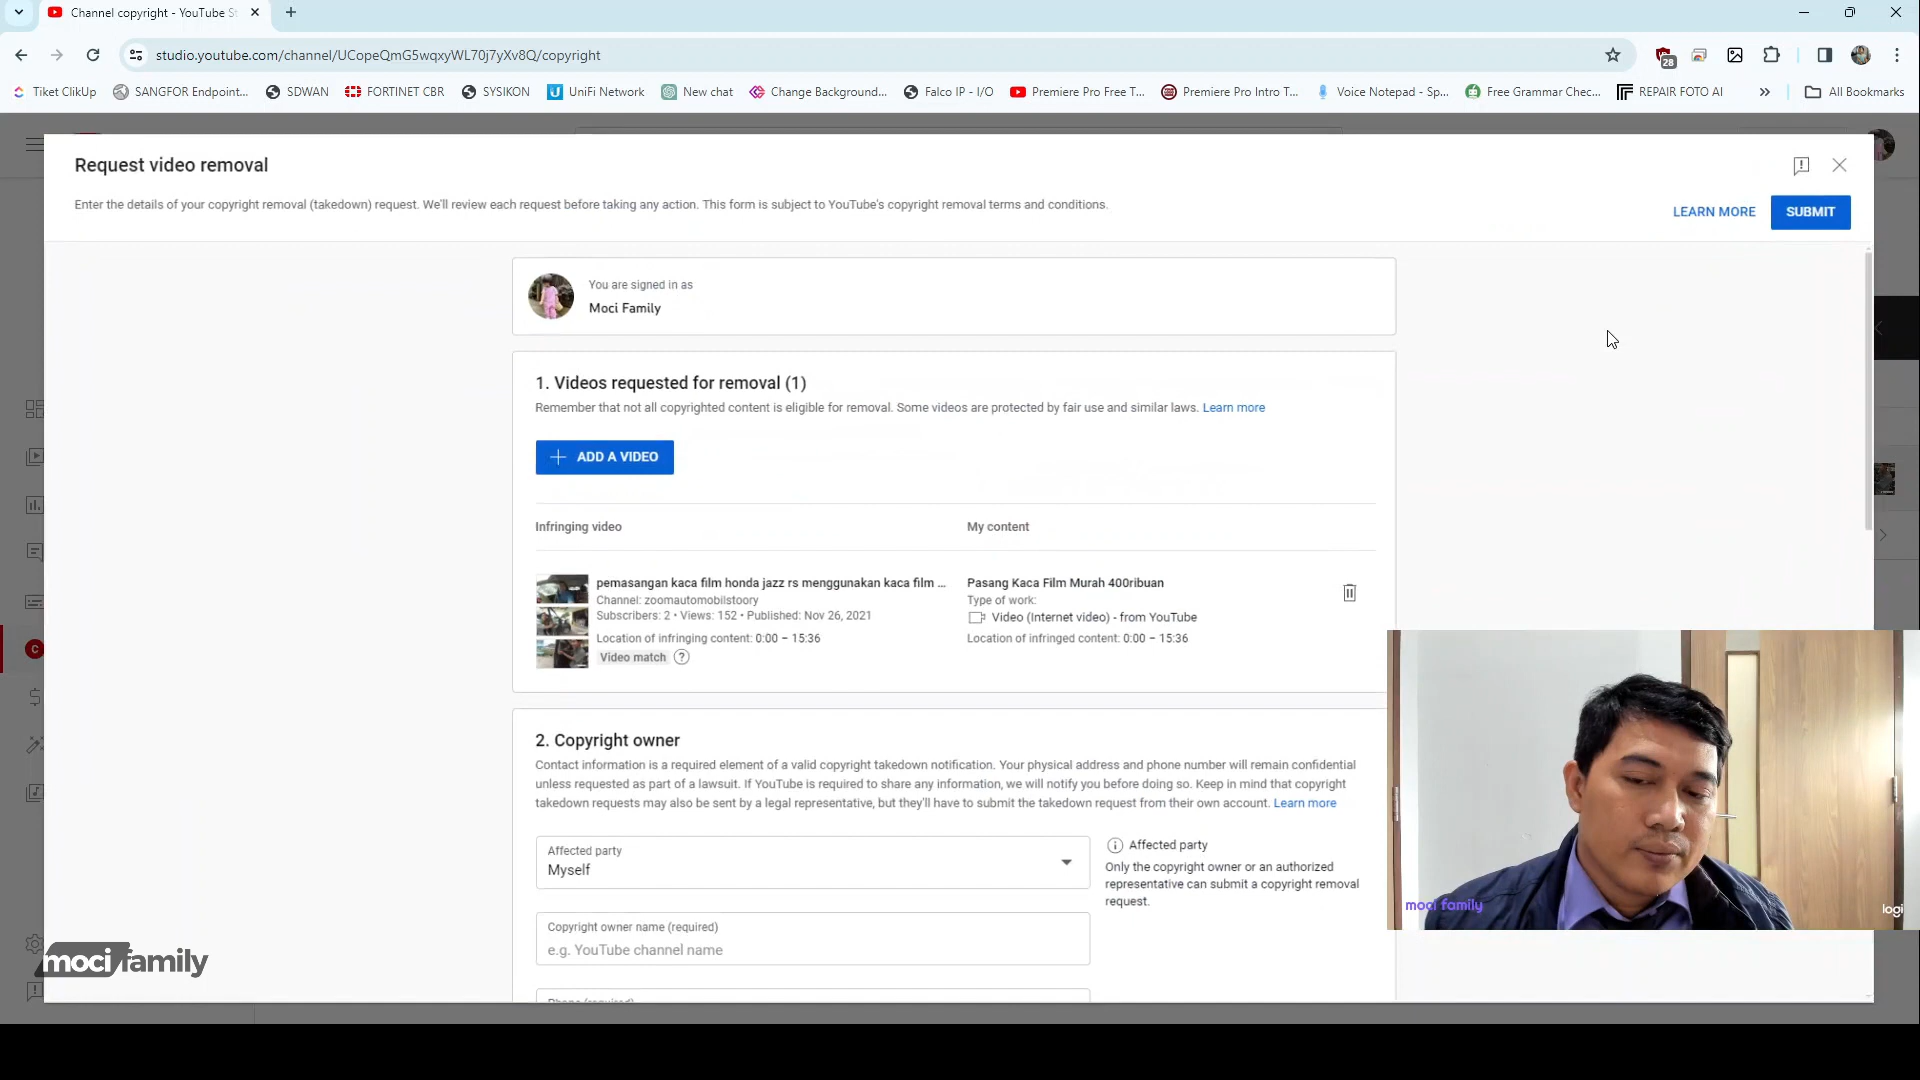 Channel copyright - YouTube St
studio.youtube.com/channel/UCopeQmG5wqxyWL70j7yXv8Q/copyright
28
Tiket ClikUp
SANGFOR Endpoint...
SDWAN
FORTINET CBR
SYSIKON
UniFi Network
New chat
Change Background...
Falco IP - I/O
Premiere Pro Free T...
Premiere Pro Intro T...
Voice Notepad - Sp...
Free Grammar Chec...
REPAIR FOTO AI
All Bookmarks
Request video removal
Enter the details of your copyright removal (takedown) request. We'll review each request before taking any action. This form is subject to YouTube's copyright removal terms and conditions.
LEARN MORE
SUBMIT
You are signed in as
Moci Family
1. Videos requested for removal (1)
Remember that not all copyrighted content is eligible for removal. Some videos are protected by fair use and similar laws. Learn more
ADD A VIDEO
Infringing video
My content
pemasangan kaca film honda jazz rs menggunakan kaca film ...
Channel: zoomautomobilstoory
Subscribers: 2 • Views: 152 • Published: Nov 26, 2021
Location of infringing content: 0:00 – 15:36
Video match
Pasang Kaca Film Murah 400ribuan
Type of work:
Video (Internet video) - from YouTube
Location of infringed content: 0:00 – 15:36
2. Copyright owner
Contact information is a required element of a valid copyright takedown notification. Your physical address and phone number will remain confidential
unless requested as part of a lawsuit. If YouTube is required to share any information, we will notify you before doing so. Keep in mind that copyright
takedown requests may also be sent by a legal representative, but they'll have to submit the takedown request from their own account. Learn more
Affected party
Myself
Affected party
Only the copyright owner or an authorized
representative can submit a copyright removal
request.
Copyright owner name (required)
e.g. YouTube channel name
Phone (required)
C
moci family
logi
moci family